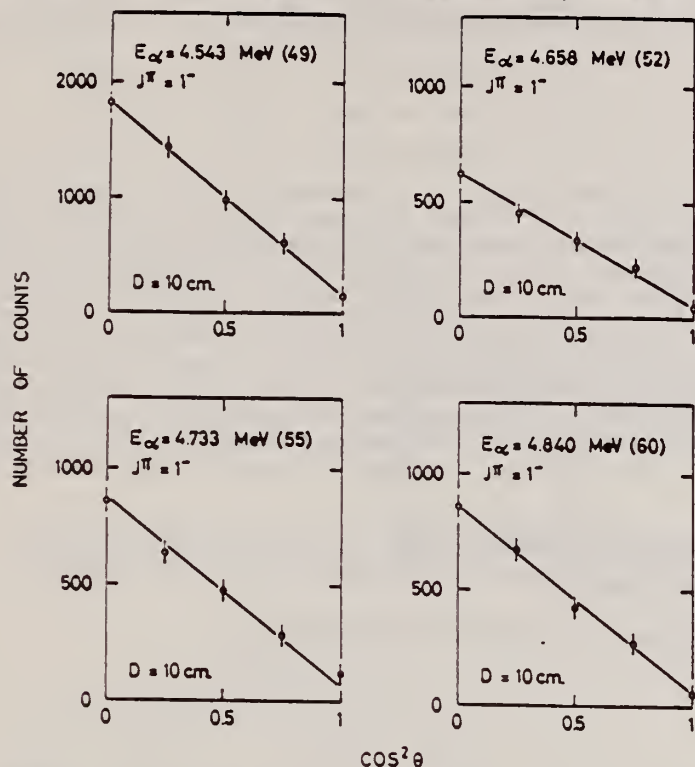 E_α = 4.543 MeV (49)
J^π = 1^-
2000
1000
0
D = 10 cm.
0
0.5
1
E_α = 4.658 MeV (52)
J^π = 1^-
1000
500
0
D = 10 cm.
0
0.5
1
NUMBER OF COUNTS
E_α = 4.733 MeV (55)
J^π = 1^-
1000
500
0
D = 10 cm.
0
0.5
1
E_α = 4.840 MeV (60)
J^π = 1^-
1000
500
0
D = 10 cm.
0
0.5
1
COS²θ